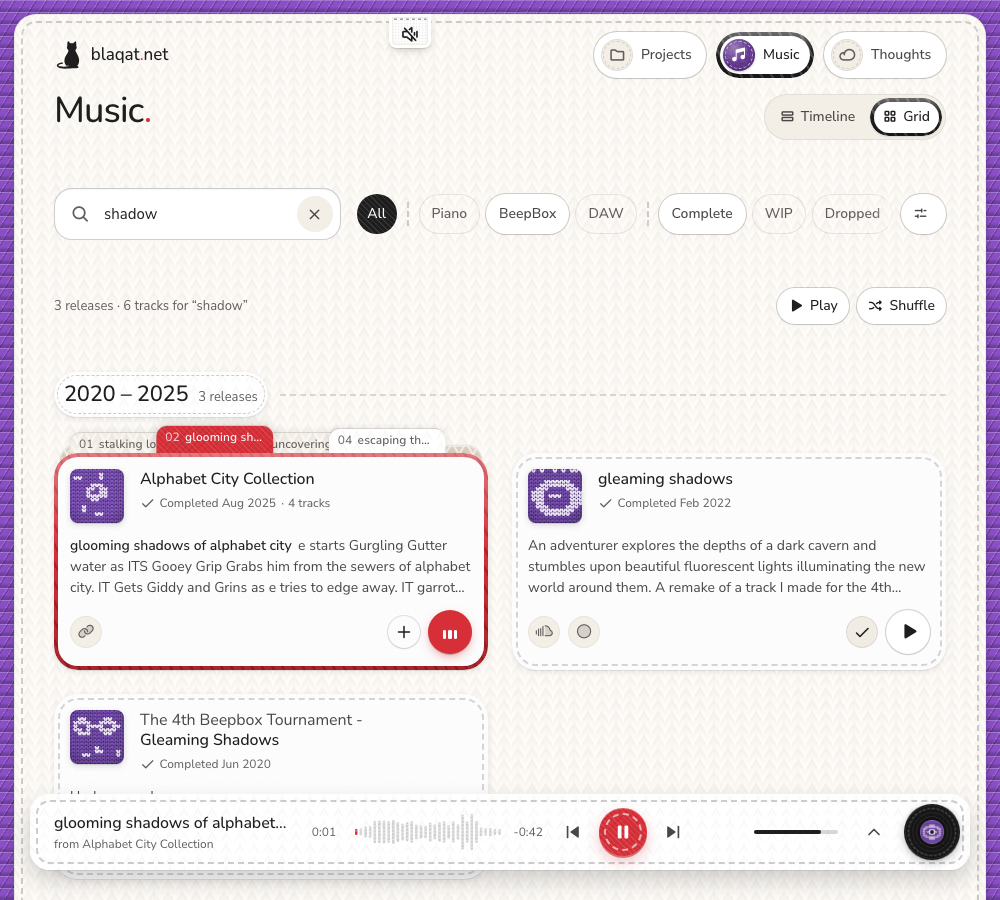 blaqat.net
Projects
Music
Thoughts
Music.
Timeline
Grid
shadow
All
Piano
BeepBox
DAW
Complete
WIP
Dropped
3 releases · 6 tracks for “shadow”
Play
Shuffle
2020 – 2025 3 releases
01 stalking lo
02 glooming sh...
uncovering
04 escaping th...
Alphabet City Collection
Completed Aug 2025 · 4 tracks
glooming shadows of alphabet city e starts Gurgling Gutter
water as ITS Gooey Grip Grabs him from the sewers of alphabet
city. IT Gets Giddy and Grins as e tries to edge away. IT garrot...
gleaming shadows
Completed Feb 2022
An adventurer explores the depths of a dark cavern and
stumbles upon beautiful fluorescent lights illuminating the new
world around them. A remake of a track I made for the 4th...
The 4th Beepbox Tournament -
Gleaming Shadows
Completed Jun 2020
glooming shadows of alphabet...
from Alphabet City Collection
0:01
-0:42